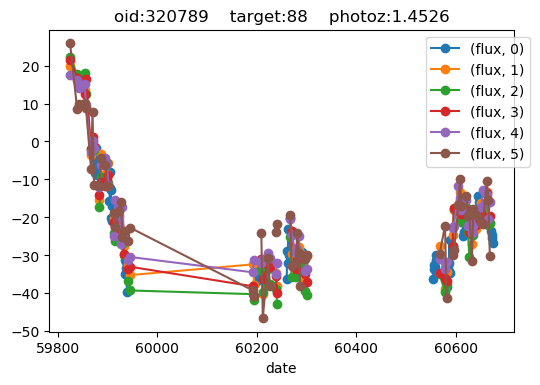 oid:320789    target:88    photoz:1.4526
20
10
0
−10
−20
−30
−40
−50
59800
60000
60200
60400
60600
date
(flux, 0)
(flux, 1)
(flux, 2)
(flux, 3)
(flux, 4)
(flux, 5)